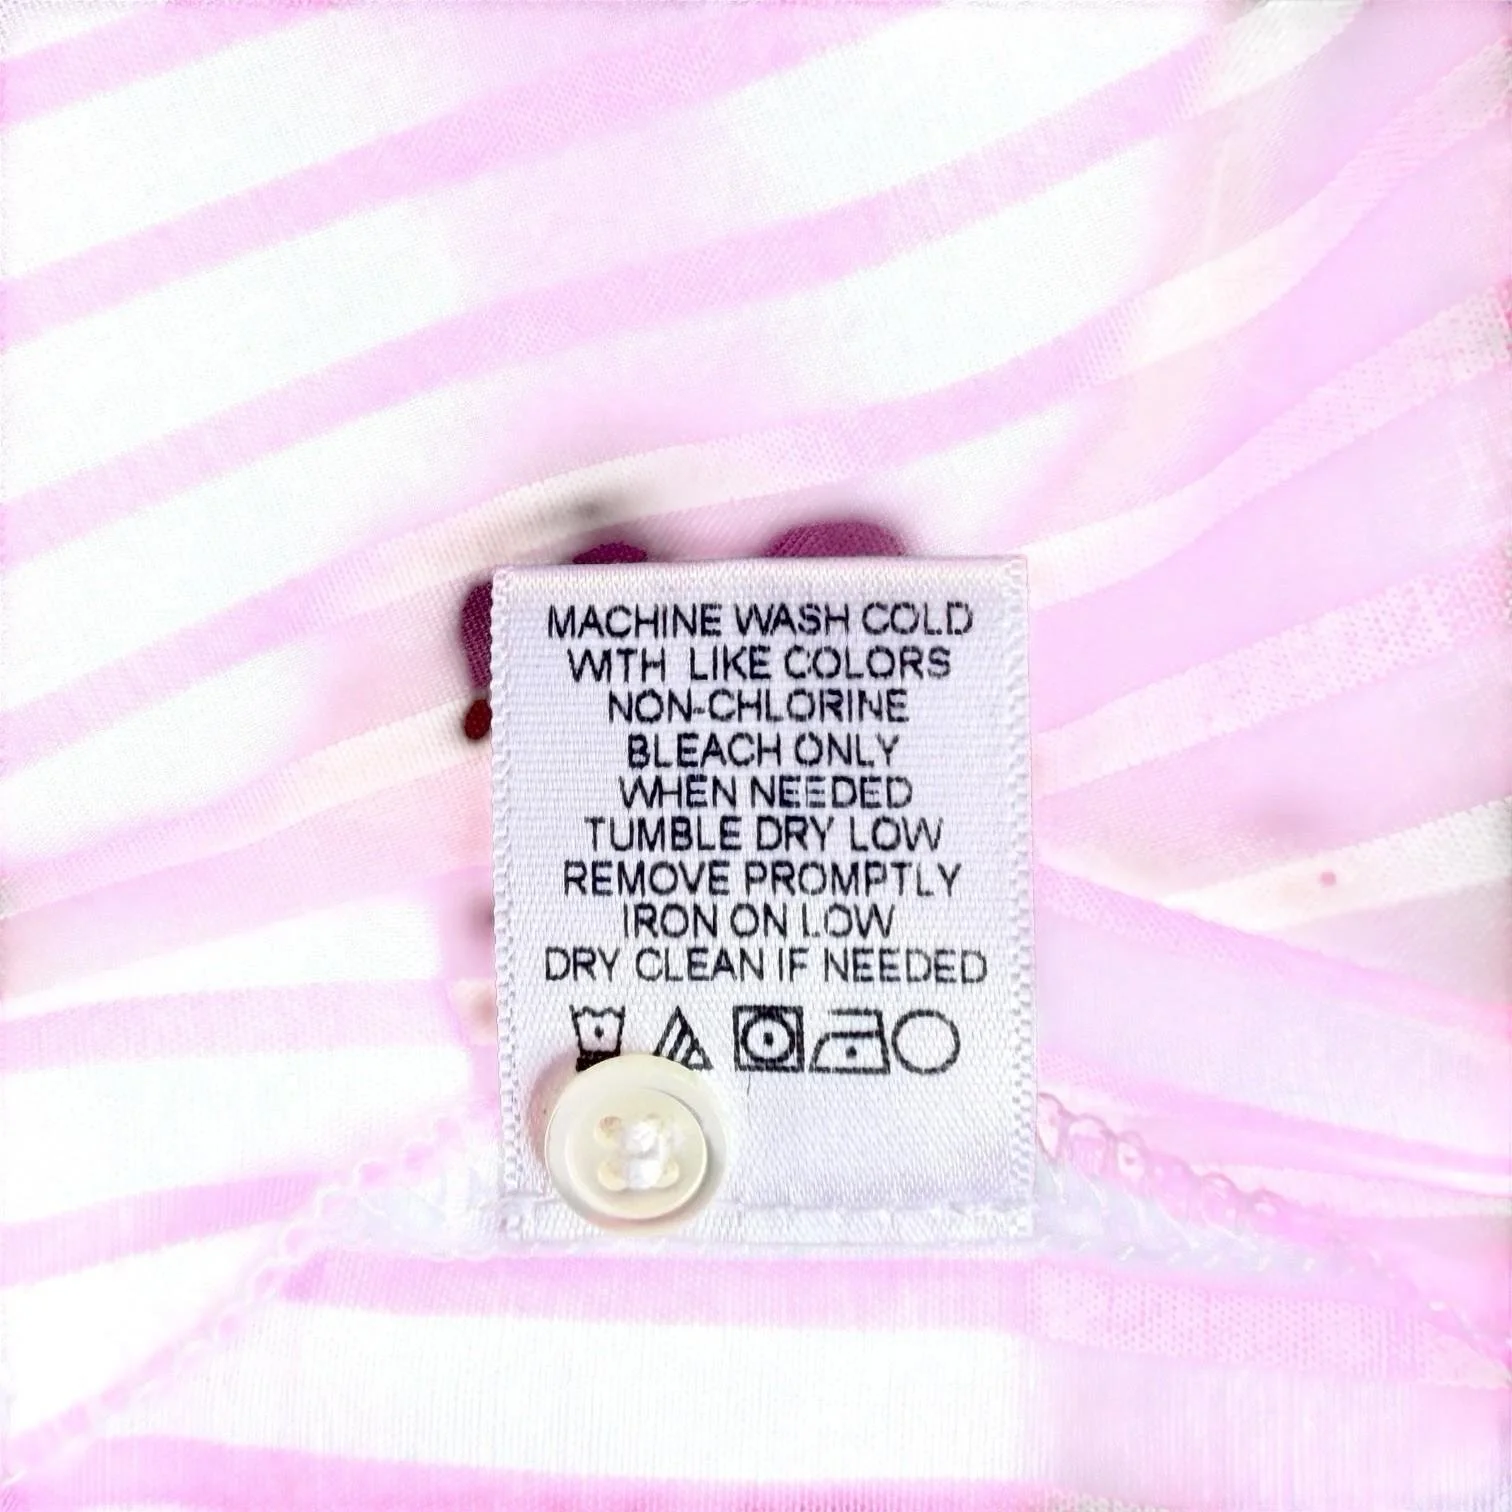 MACHINE WASH COLD
WITH LIKE COLORS
NON-CHLORINE
BLEACH ONLY
WHEN NEEDED
TUMBLE DRY LOW
REMOVE PROMPTLY
IRON ON LOW
DRY CLEAN IF NEEDED